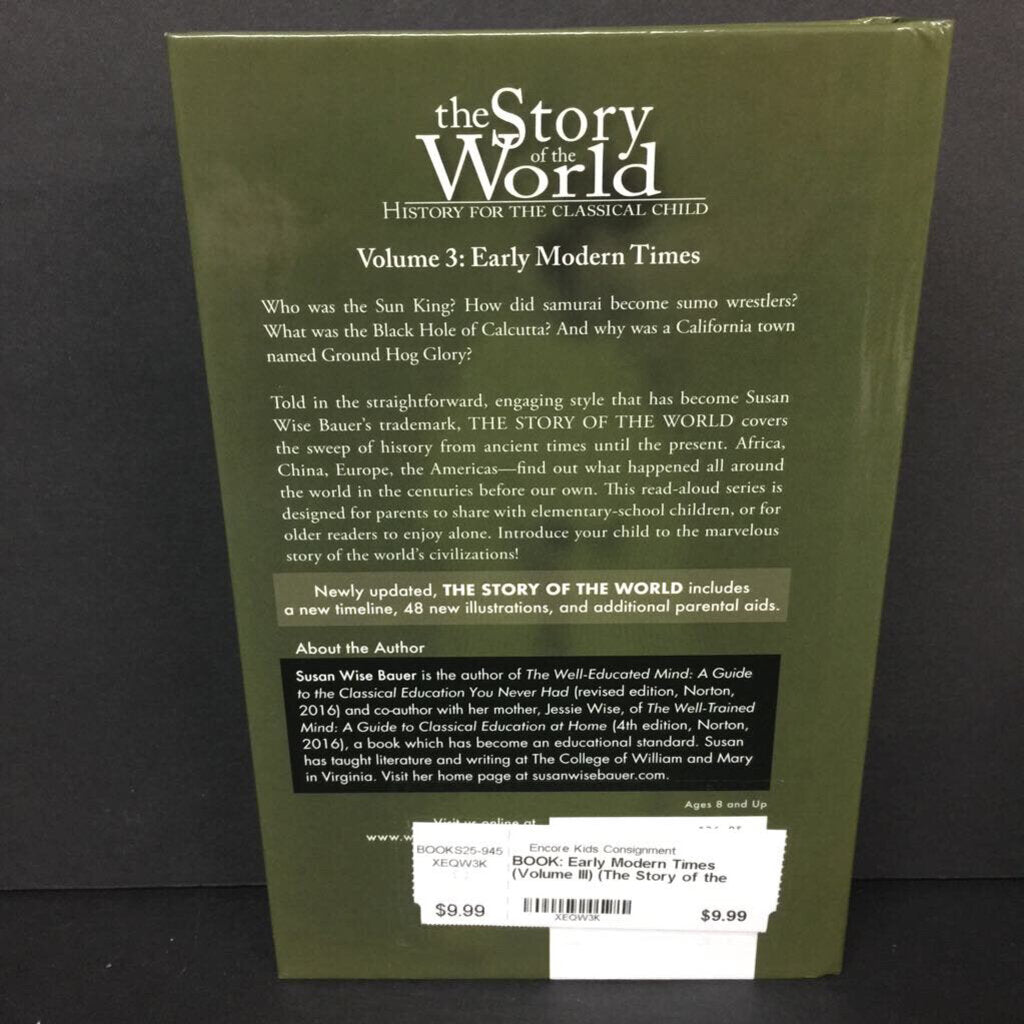 the Story
of the
World
HISTORY FOR THE CLASSICAL CHILD
Volume 3: Early Modern Times
Who was the Sun King? How did samurai become sumo wrestlers?
What was the Black Hole of Calcutta? And why was a California town
named Ground Hog Glory?
Told in the straightforward, engaging style that has become Susan
Wise Bauer's trademark, THE STORY OF THE WORLD covers
the sweep of history from ancient times until the present. Africa,
China, Europe, the Americas—find out what happened all around
the world in the centuries before our own. This read-aloud series is
designed for parents to share with elementary-school children, or for
older readers to enjoy alone. Introduce your child to the marvelous
story of the world's civilizations!
Newly updated, THE STORY OF THE WORLD includes
a new timeline, 48 new illustrations, and additional parental aids.
About the Author
Susan Wise Bauer is the author of The Well-Educated Mind: A Guide
to the Classical Education You Never Had (revised edition, Norton,
2016) and co-author with her mother, Jessie Wise, of The Well-Trained
Mind: A Guide to Classical Education at Home (4th edition, Norton,
2016), a book which has become an educational standard. Susan
has taught literature and writing at The College of William and Mary
in Virginia. Visit her home page at susanwisebauer.com.
Ages 8 and Up
Visit us online at
www.w
BOOKS25-945
XEQW3K
$9.99
Encore Kids Consignment
BOOK: Early Modern Times
(Volume III) (The Story of the
XEQW3K
$9.99